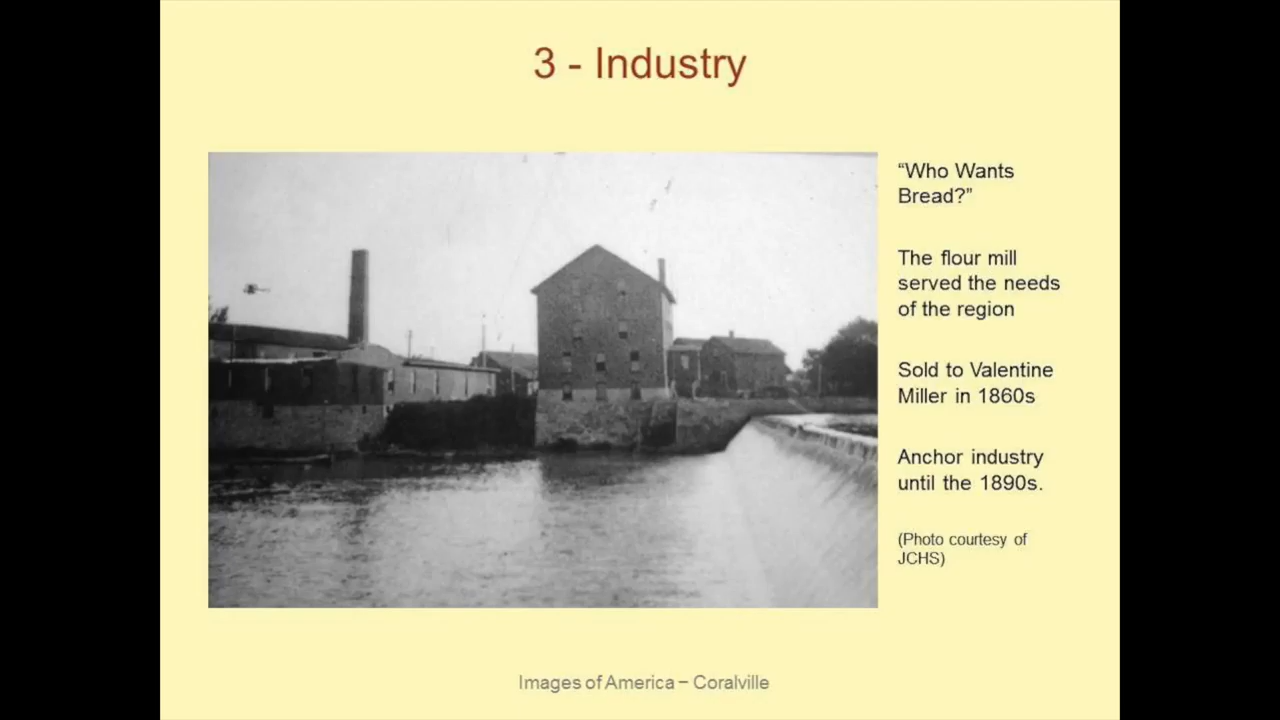 3 - Industry
“Who Wants
Bread?”
The flour mill
served the needs
of the region
Sold to Valentine
Miller in 1860s
Anchor industry
until the 1890s.
(Photo courtesy of
JCHS)
Images of America – Coralville